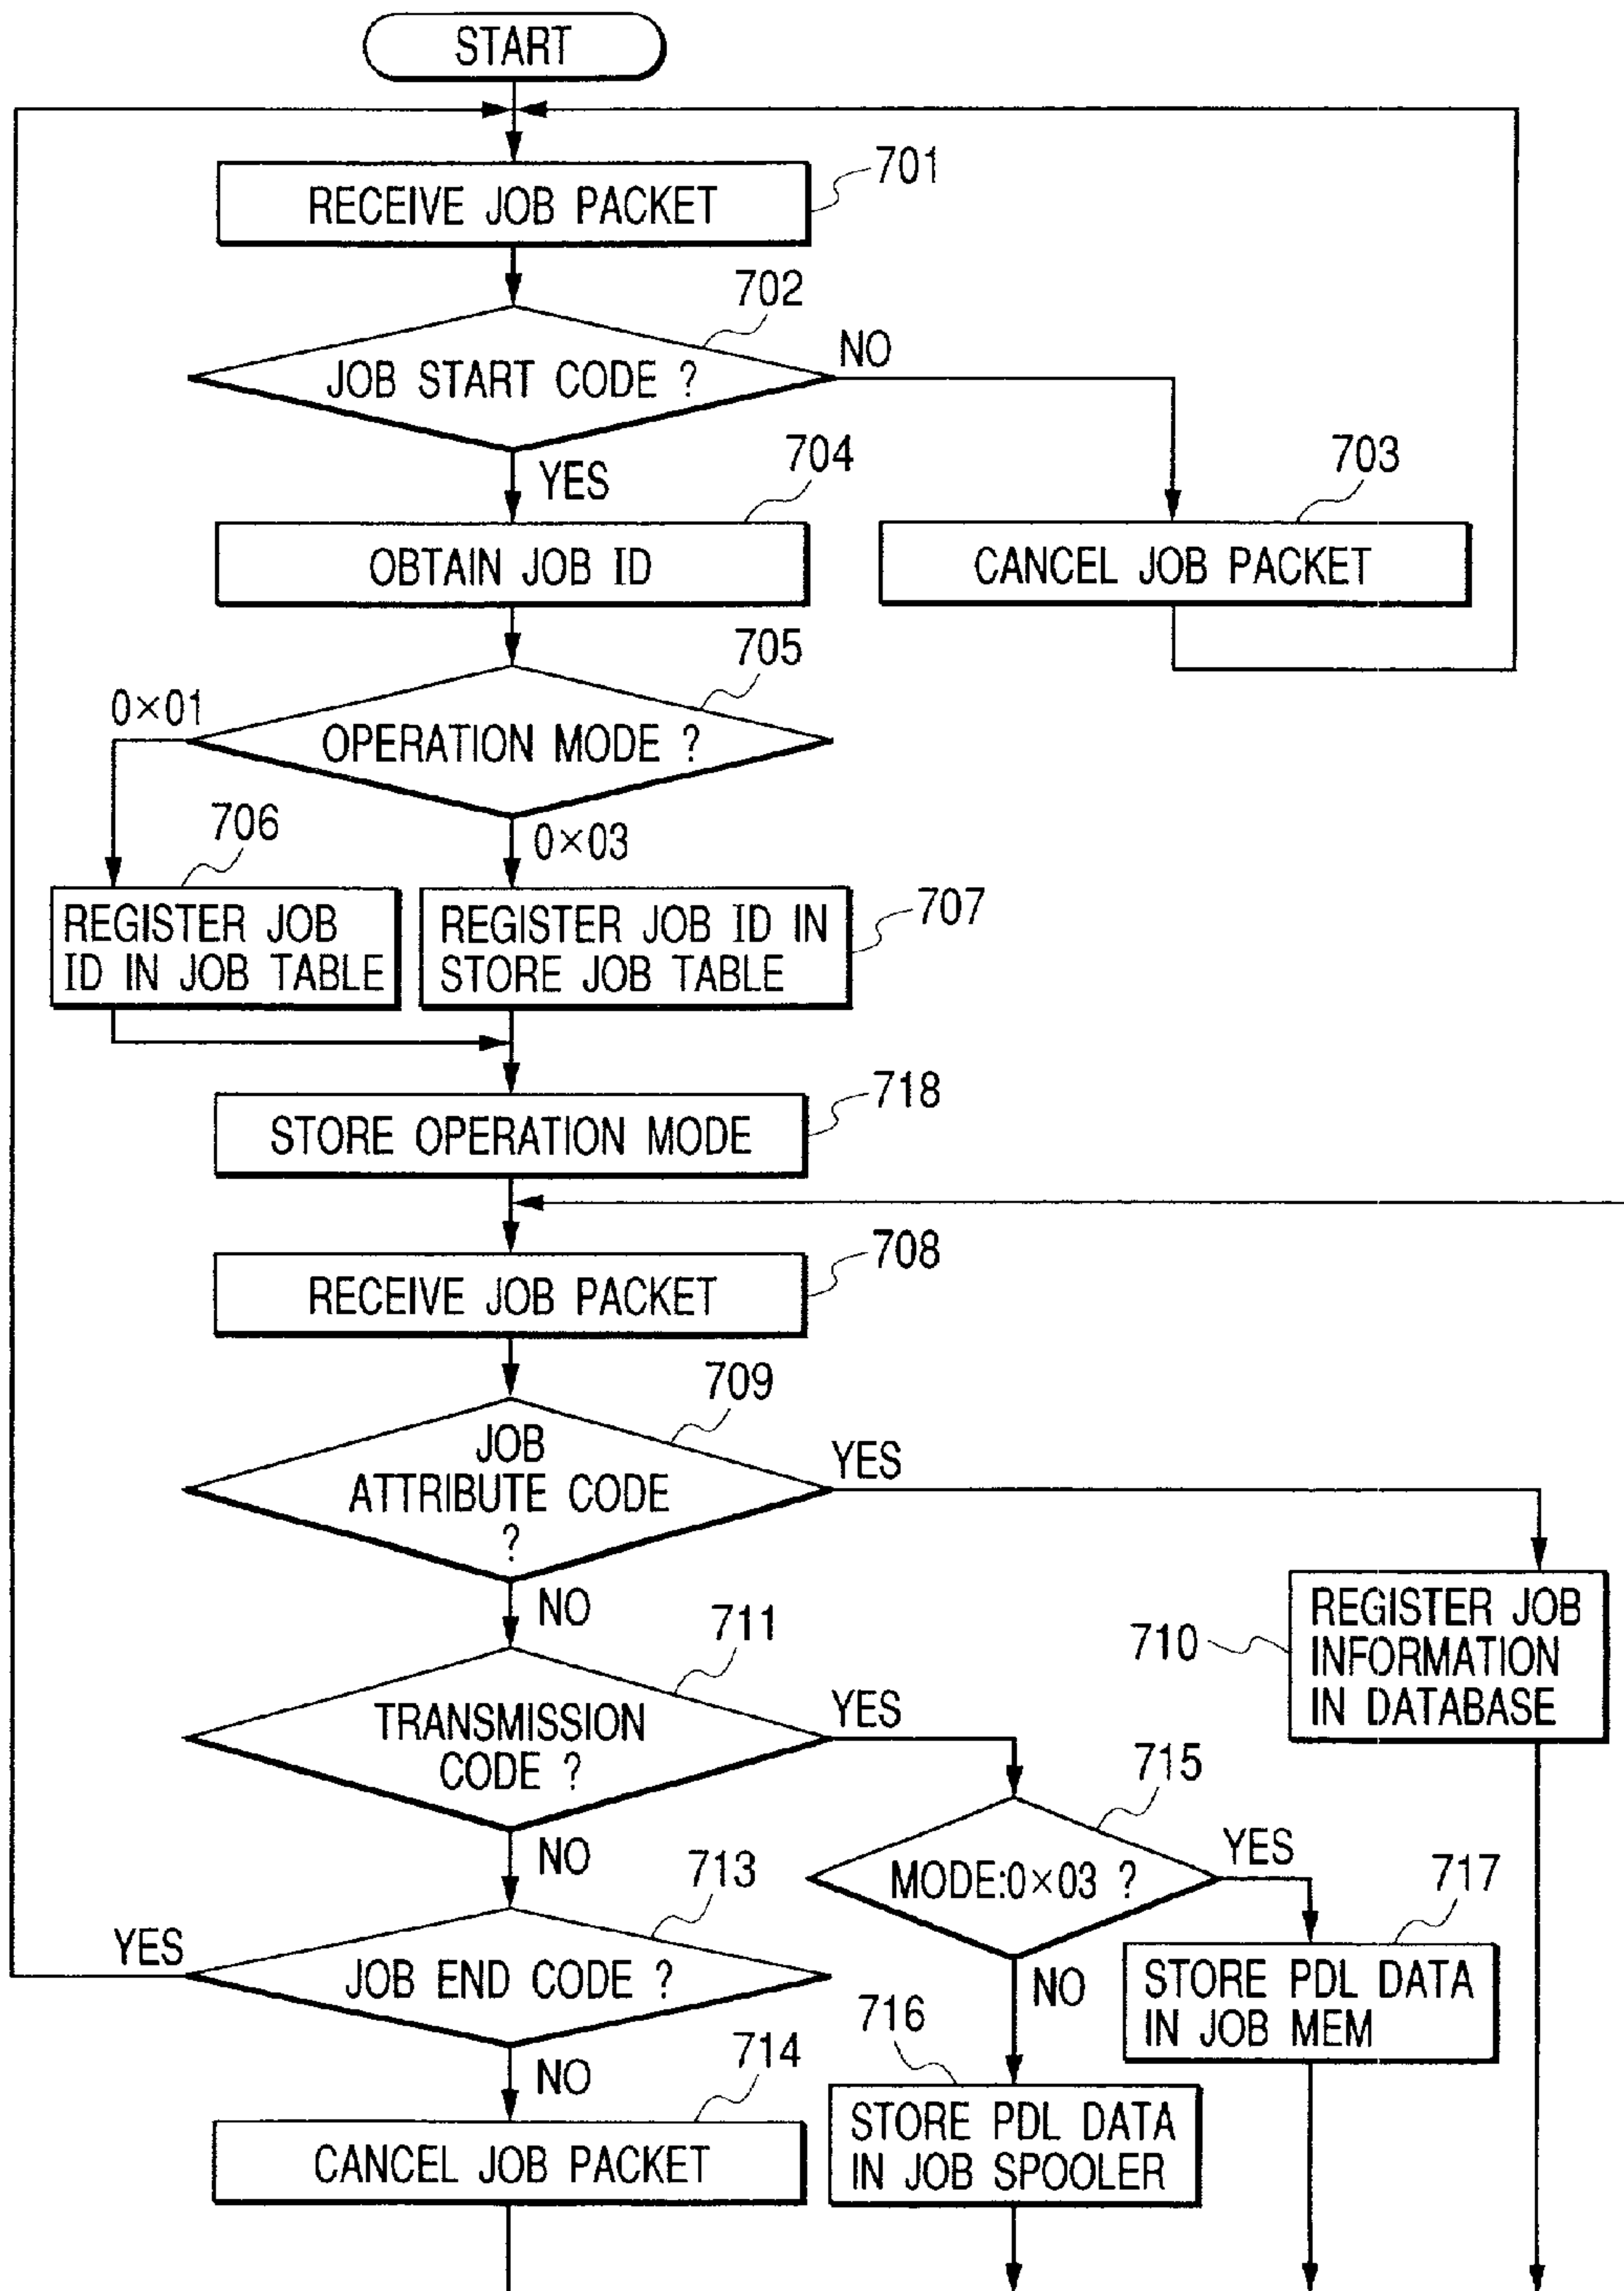 START
701
RECEIVE JOB PACKET
702
JOB START CODE ?
NO
YES
704
703
OBTAIN JOB ID
CANCEL JOB PACKET
705
0×01
OPERATION MODE ?
0×03
706
REGISTER JOB
ID IN JOB TABLE
707
REGISTER JOB ID IN
STORE JOB TABLE
718
STORE OPERATION MODE
708
RECEIVE JOB PACKET
709
JOB
ATTRIBUTE CODE
?
YES
NO
710
REGISTER JOB
INFORMATION
IN DATABASE
711
TRANSMISSION
CODE ?
YES
NO
715
MODE:0×03 ?
YES
NO
717
STORE PDL DATA
IN JOB MEM
713
YES
JOB END CODE ?
NO
716
STORE PDL DATA
IN JOB SPOOLER
714
CANCEL JOB PACKET